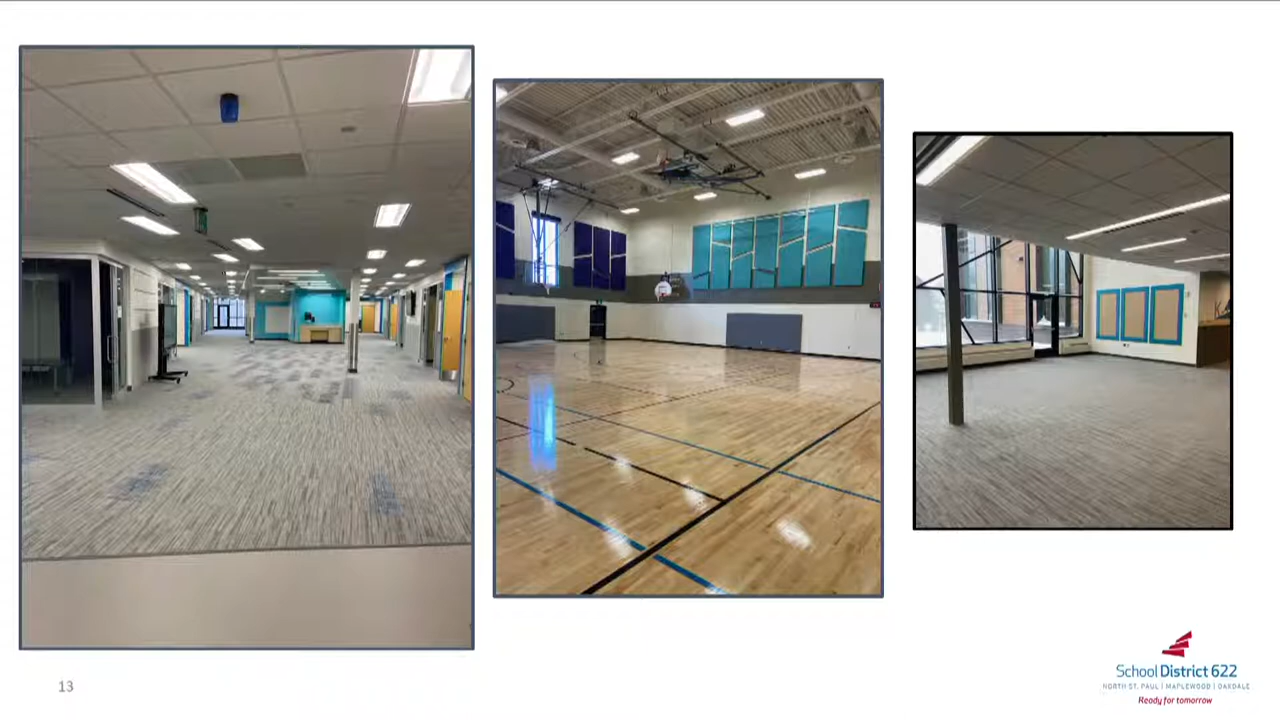 13
School District 622
NORTH ST. PAUL | MAPLEWOOD | OAKDALE
Ready for tomorrow